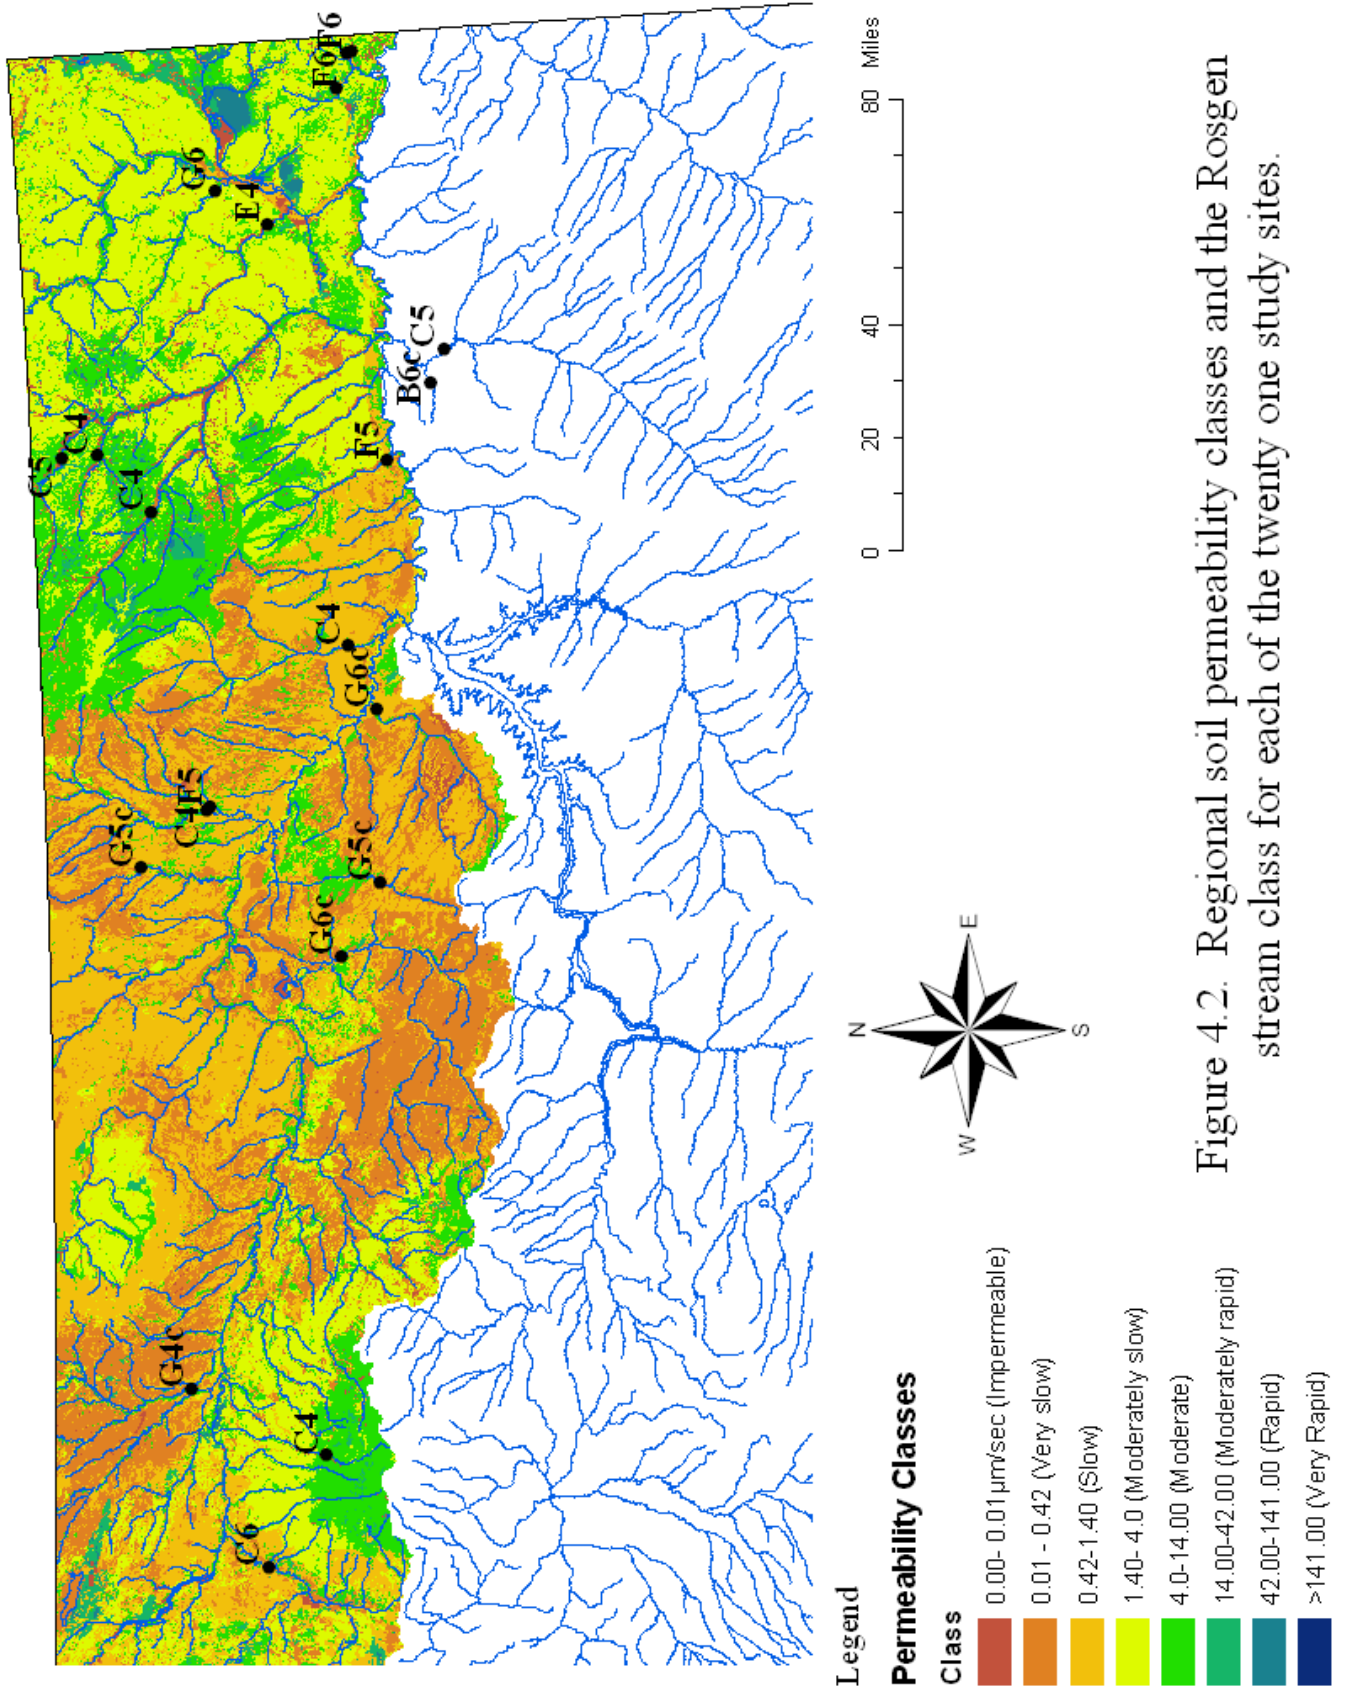 C5
C4
C4
G6
E4
F6F6
C4
G6c
F5
B6c
C5
G5c
C4F5
G6c
G5c
G4c
C4
C6
Legend
Permeability Classes
Class
0.00- 0.01µm/sec (Impermeable)
0.01 - 0.42 (Very slow)
0.42-1.40 (Slow)
1.40- 4.0 (Moderately slow)
4.0-14.00 (Moderate)
14.00-42.00 (Moderately rapid)
42.00-141.00 (Rapid)
>141.00 (Very Rapid)
N
W
E
S
0 20 40 80 Miles
Figure 4.2. Regional soil permeability classes and the Rosgen
stream class for each of the twenty one study sites.